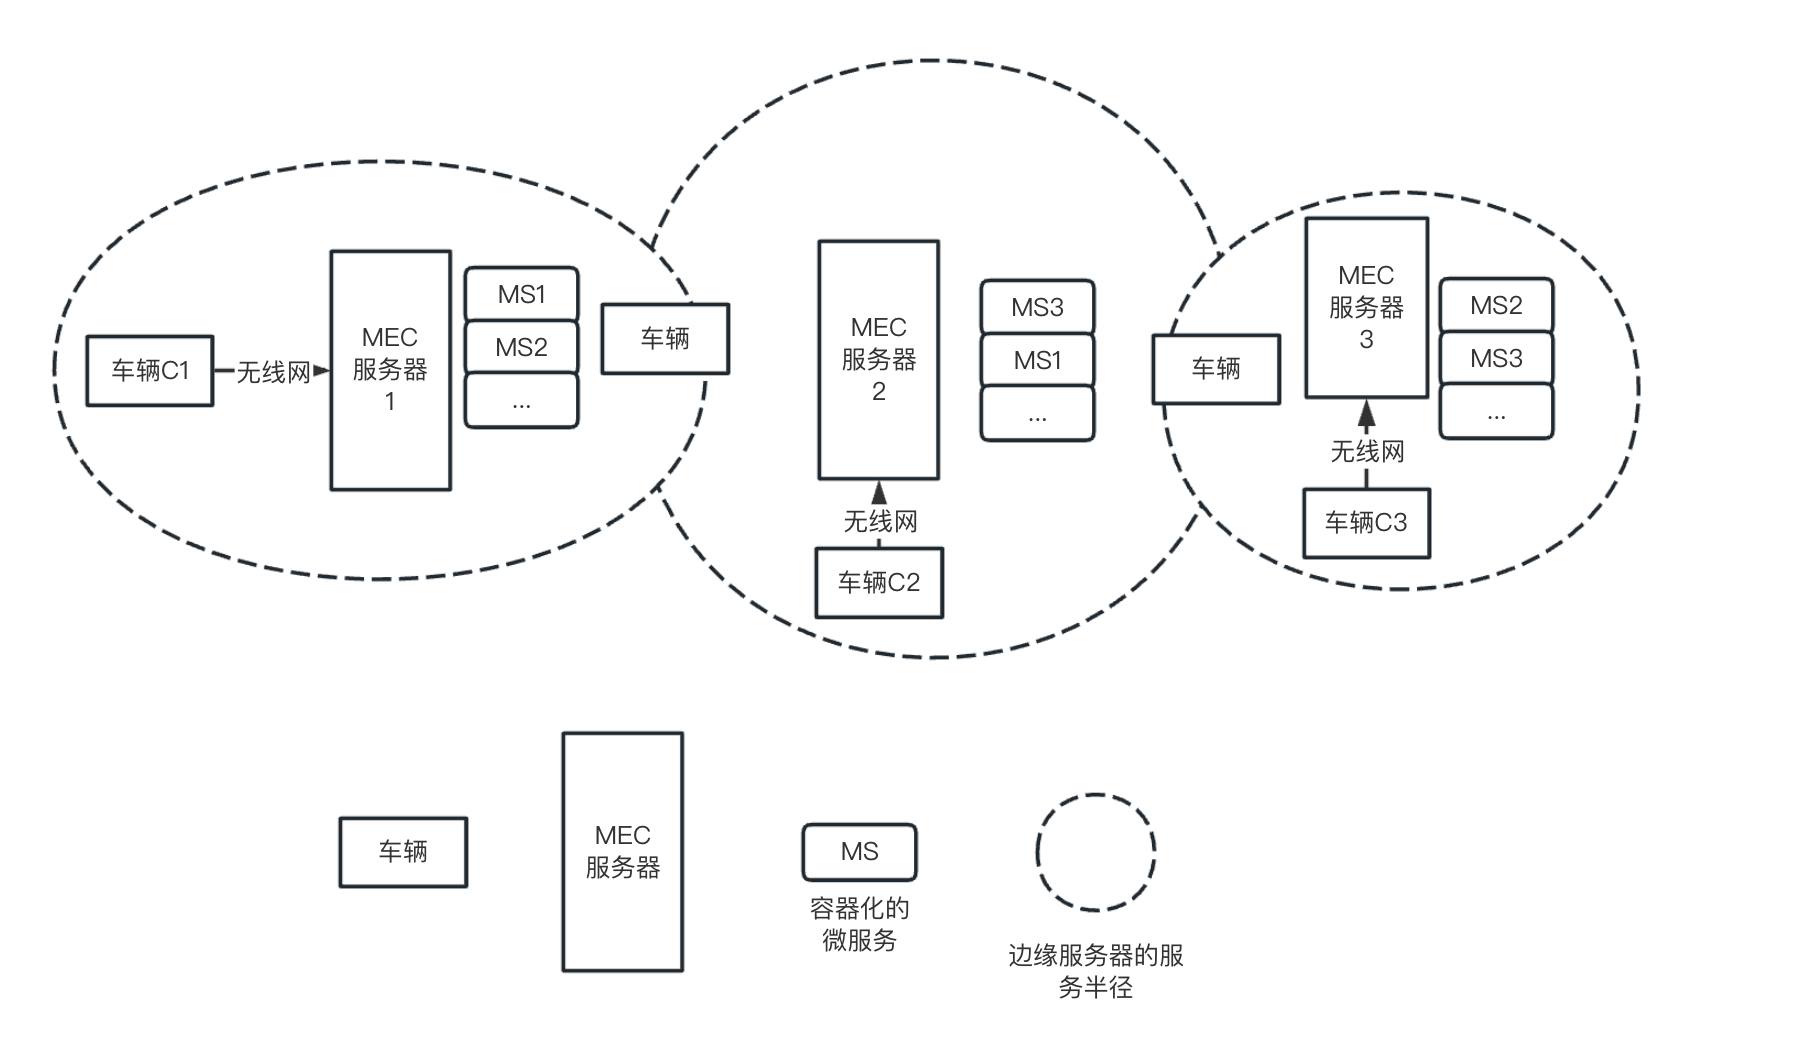 车辆C1
无线网
MEC
服务器
1
MS1
MS2
...
车辆
MEC
服务器
2
MS3
MS1
...
无线网
车辆C2
车辆
MEC
服务器
3
MS2
MS3
...
无线网
车辆C3
车辆
MEC
服务器
MS
容器化的
微服务
边缘服务器的服
务半径